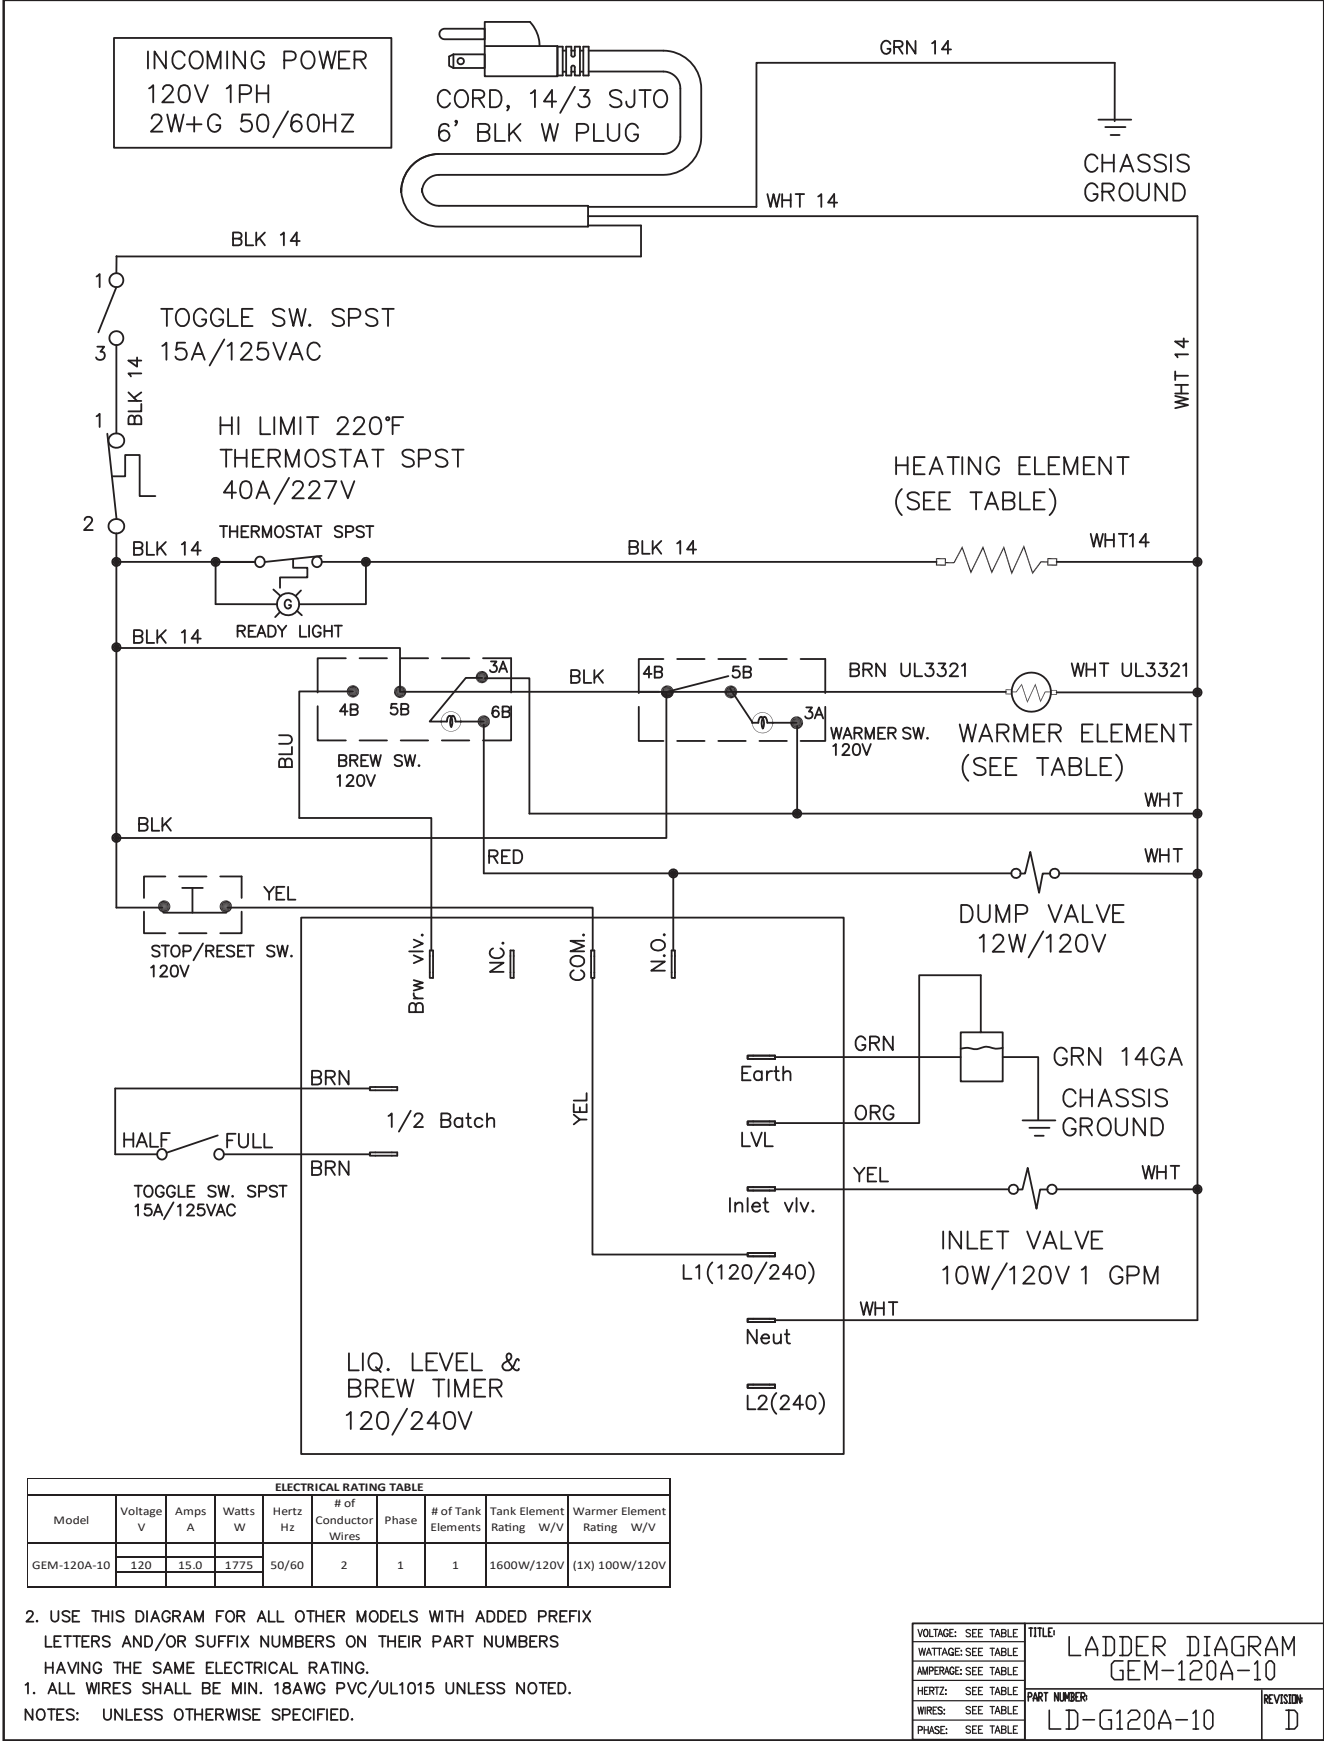 INCOMING POWER
120V 1PH
2W+G 50/60HZ
CORD, 14/3 SJTO
6' BLK W PLUG
GRN 14
CHASSIS
GROUND
WHT 14
BLK 14
1
3
TOGGLE SW. SPST
15A/125VAC
BLK 14
WHT 14
1
2
HI LIMIT 220°F
THERMOSTAT SPST
40A/227V
HEATING ELEMENT
(SEE TABLE)
THERMOSTAT SPST
BLK 14
BLK 14
WHT14
G
READY LIGHT
BLK 14
3A
4B
5B
6B
BLK
4B
5B
3A
BRN UL3321
WHT UL3321
BLU
BREW SW.
120V
WARMER SW.
120V
WARMER ELEMENT
(SEE TABLE)
WHT
BLK
RED
WHT
YEL
STOP/RESET SW.
120V
DUMP VALVE
12W/120V
Brw vlv.
NC.
COM.
N.O.
GRN
Earth
GRN 14GA
CHASSIS
GROUND
BRN
1/2 Batch
YEL
ORG
LVL
HALF
FULL
BRN
YEL
WHT
TOGGLE SW. SPST
15A/125VAC
Inlet vlv.
INLET VALVE
10W/120V 1 GPM
L1(120/240)
WHT
Neut
L2(240)
LIQ. LEVEL &
BREW TIMER
120/240V
ELECTRICAL RATING TABLE
Model Voltage V Amps A Watts W Hertz Hz # of Conductor Wires Phase # of Tank Elements Tank Element Rating W/V Warmer Element Rating W/V
GEM-120A-10 120 15.0 1775 50/60 2 1 1 1600W/120V (1X) 100W/120V
2. USE THIS DIAGRAM FOR ALL OTHER MODELS WITH ADDED PREFIX
LETTERS AND/OR SUFFIX NUMBERS ON THEIR PART NUMBERS
HAVING THE SAME ELECTRICAL RATING.
1. ALL WIRES SHALL BE MIN. 18AWG PVC/UL1015 UNLESS NOTED.
NOTES: UNLESS OTHERWISE SPECIFIED.
VOLTAGE: SEE TABLE
WATTAGE: SEE TABLE
AMPERAGE: SEE TABLE
HERTZ: SEE TABLE
WIRES: SEE TABLE
PHASE: SEE TABLE
TITLE:
LADDER DIAGRAM
GEM-120A-10
PART NUMBER:
LD-G120A-10
REVISION:
D